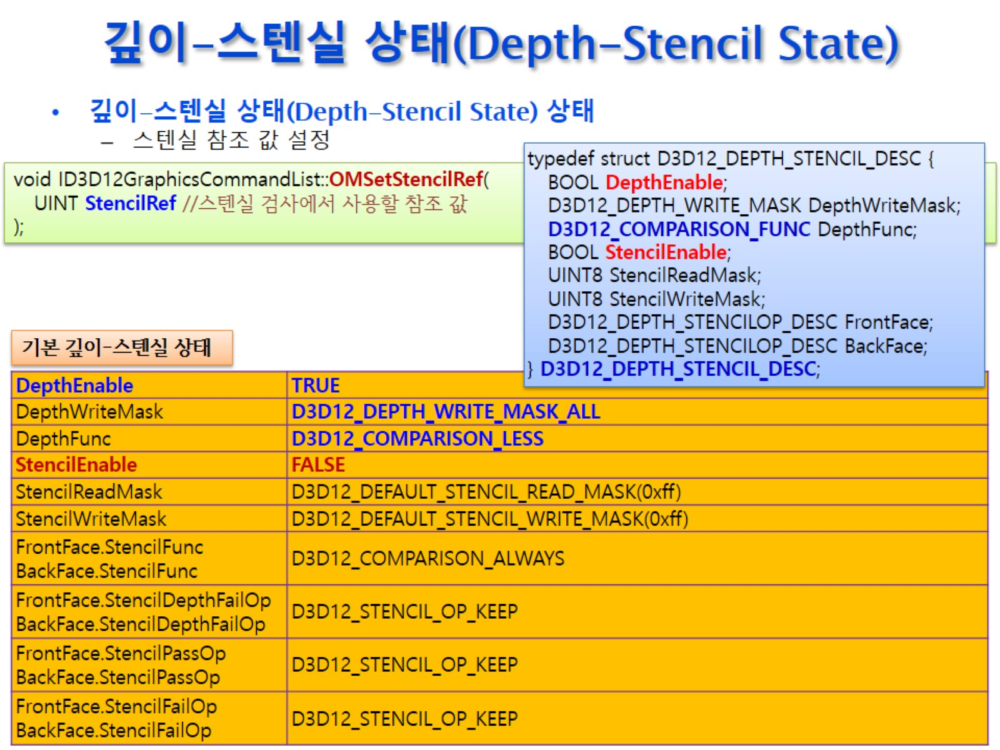 깊이-스텐실 상태(Depth-Stencil State)
• 깊이-스텐실 상태(Depth-Stencil State) 상태
– 스텐실 참조 값 설정
void ID3D12GraphicsCommandList::OMSetStencilRef(
UINT StencilRef //스텐실 검사에서 사용할 참조 값
);
typedef struct D3D12_DEPTH_STENCIL_DESC {
BOOL DepthEnable;
D3D12_DEPTH_WRITE_MASK DepthWriteMask;
D3D12_COMPARISON_FUNC DepthFunc;
BOOL StencilEnable;
UINT8 StencilReadMask;
UINT8 StencilWriteMask;
D3D12_DEPTH_STENCILOP_DESC FrontFace;
D3D12_DEPTH_STENCILOP_DESC BackFace;
} D3D12_DEPTH_STENCIL_DESC;
기본 깊이-스텐실 상태
DepthEnable TRUE
DepthWriteMask D3D12_DEPTH_WRITE_MASK_ALL
DepthFunc D3D12_COMPARISON_LESS
StencilEnable FALSE
StencilReadMask D3D12_DEFAULT_STENCIL_READ_MASK(0xff)
StencilWriteMask D3D12_DEFAULT_STENCIL_WRITE_MASK(0xff)
FrontFace.StencilFunc
BackFace.StencilFunc
D3D12_COMPARISON_ALWAYS
FrontFace.StencilDepthFailOp
BackFace.StencilDepthFailOp
D3D12_STENCIL_OP_KEEP
FrontFace.StencilPassOp
BackFace.StencilPassOp
D3D12_STENCIL_OP_KEEP
FrontFace.StencilFailOp
BackFace.StencilFailOp
D3D12_STENCIL_OP_KEEP